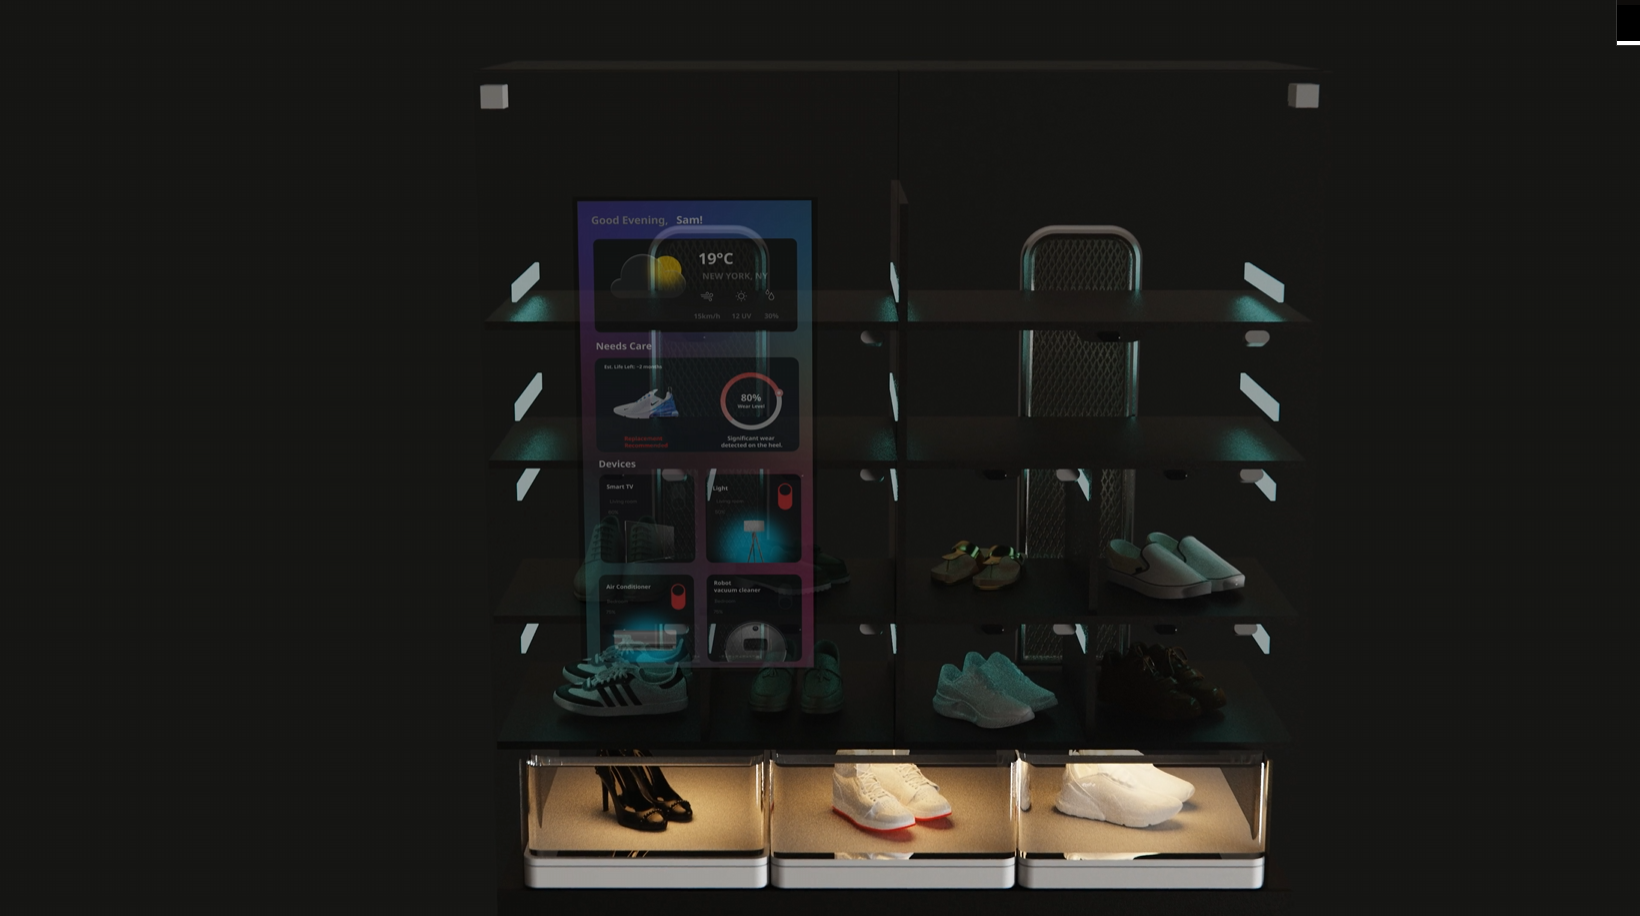 Good Evening, Sam!
19°C
NEW YORK, NY
15km/h 12 UV 30%
Needs Care
Est. Life Left: ~2 months
80%
Wear Level
Replacement
Recommended
Significant wear
detected on the heel.
Devices
Smart TV
Light
Air Conditioner
Robot
vacuum cleaner